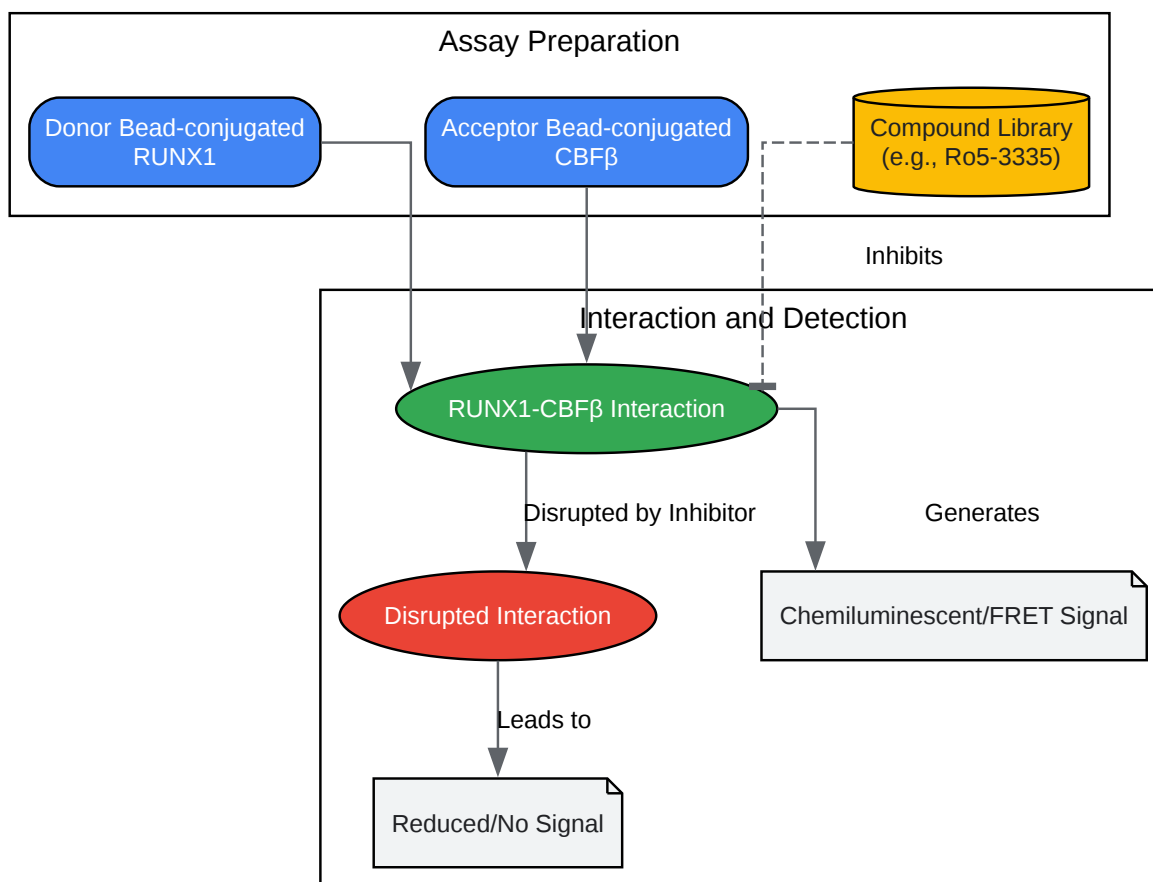 Assay Preparation
Donor Bead-conjugated
RUNX1
Acceptor Bead-conjugated
CBFβ
Compound Library
(e.g., Ro5-3335)
Inhibits
Interaction and Detection
RUNX1-CBFβ Interaction
Disrupted by Inhibitor
Generates
Disrupted Interaction
Chemiluminescent/FRET Signal
Leads to
Reduced/No Signal